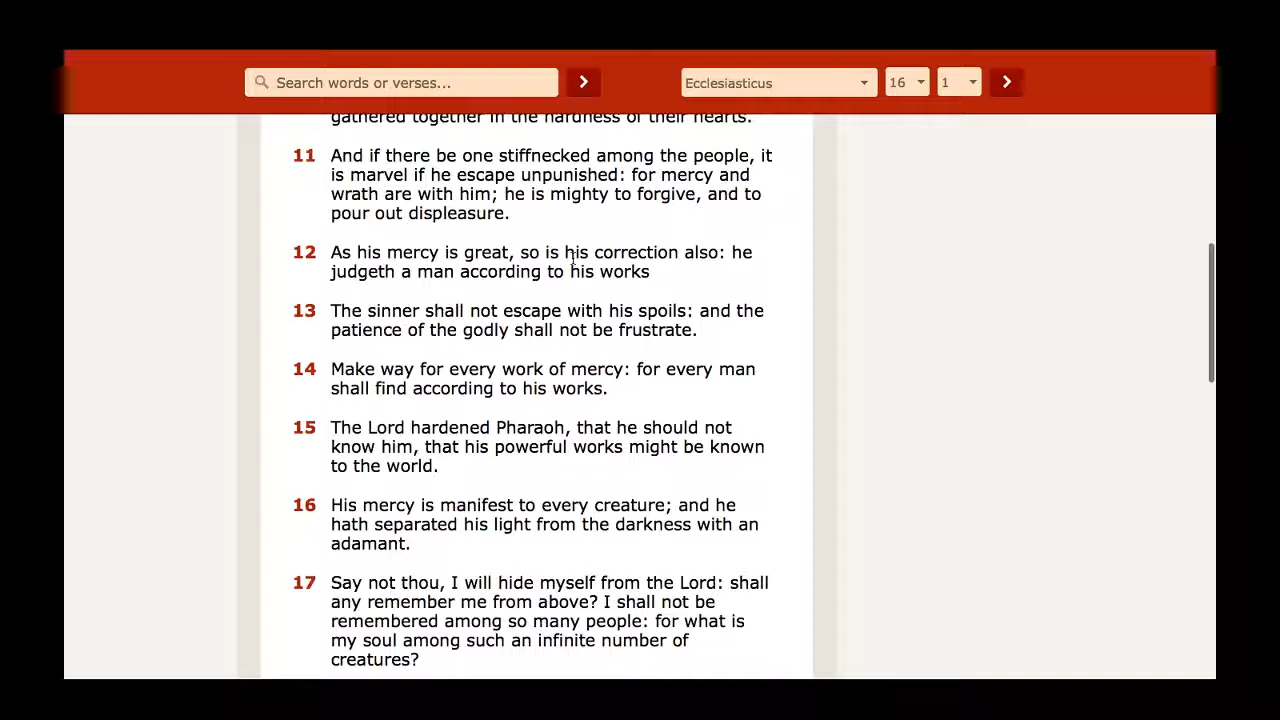 Search words or verses...
Ecclesiasticus
16
1
gathered together in the hardness of their hearts.
11 And if there be one stiffnecked among the people, it
is marvel if he escape unpunished: for mercy and
wrath are with him; he is mighty to forgive, and to
pour out displeasure.
12 As his mercy is great, so is his correction also: he
judgeth a man according to his works
13 The sinner shall not escape with his spoils: and the
patience of the godly shall not be frustrate.
14 Make way for every work of mercy: for every man
shall find according to his works.
15 The Lord hardened Pharaoh, that he should not
know him, that his powerful works might be known
to the world.
16 His mercy is manifest to every creature; and he
hath separated his light from the darkness with an
adamant.
17 Say not thou, I will hide myself from the Lord: shall
any remember me from above? I shall not be
remembered among so many people: for what is
my soul among such an infinite number of
creatures?